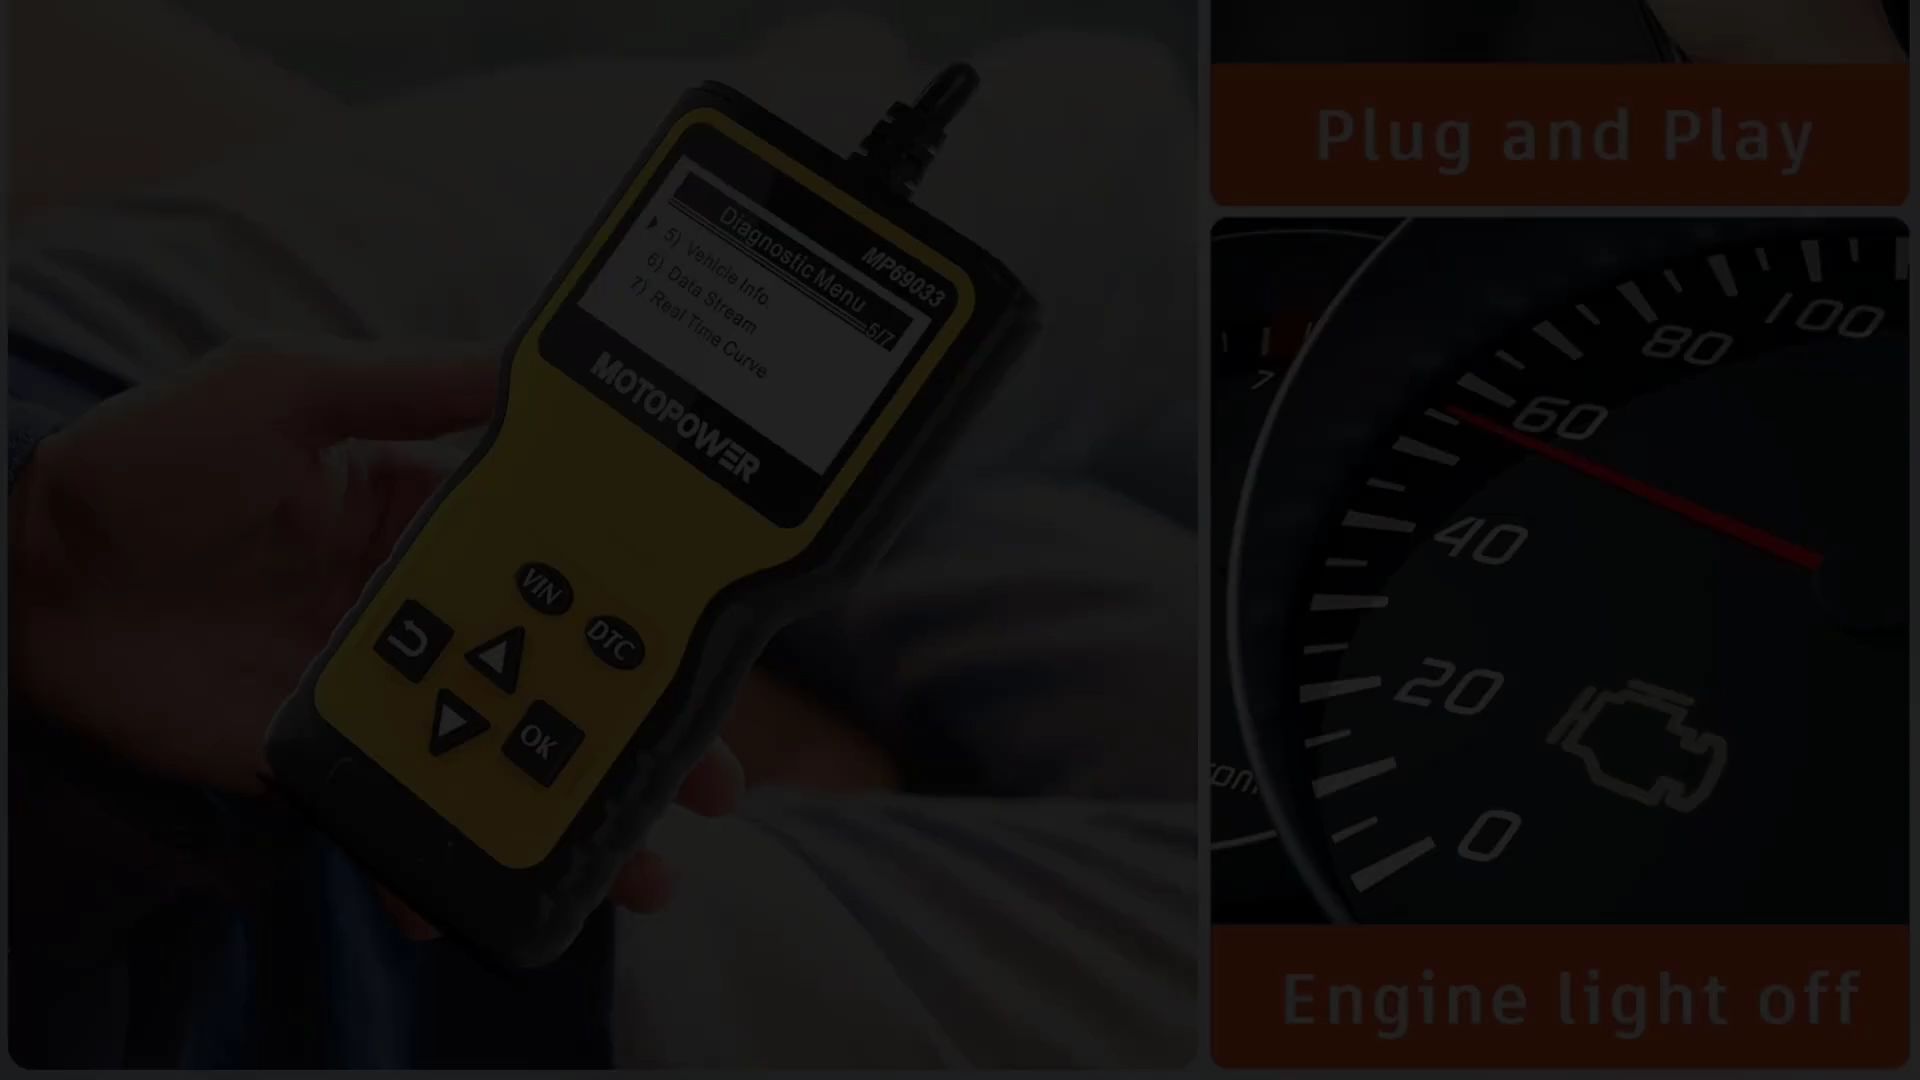 Diagnostic Menu
5/7
5) Vehicle Info.
6) Data Stream
7) Real Time Curve
MP69033
MOTOPOWER
VIN
DTC
OK
Plug and Play
7
100
80
60
40
20
0
Engine light off